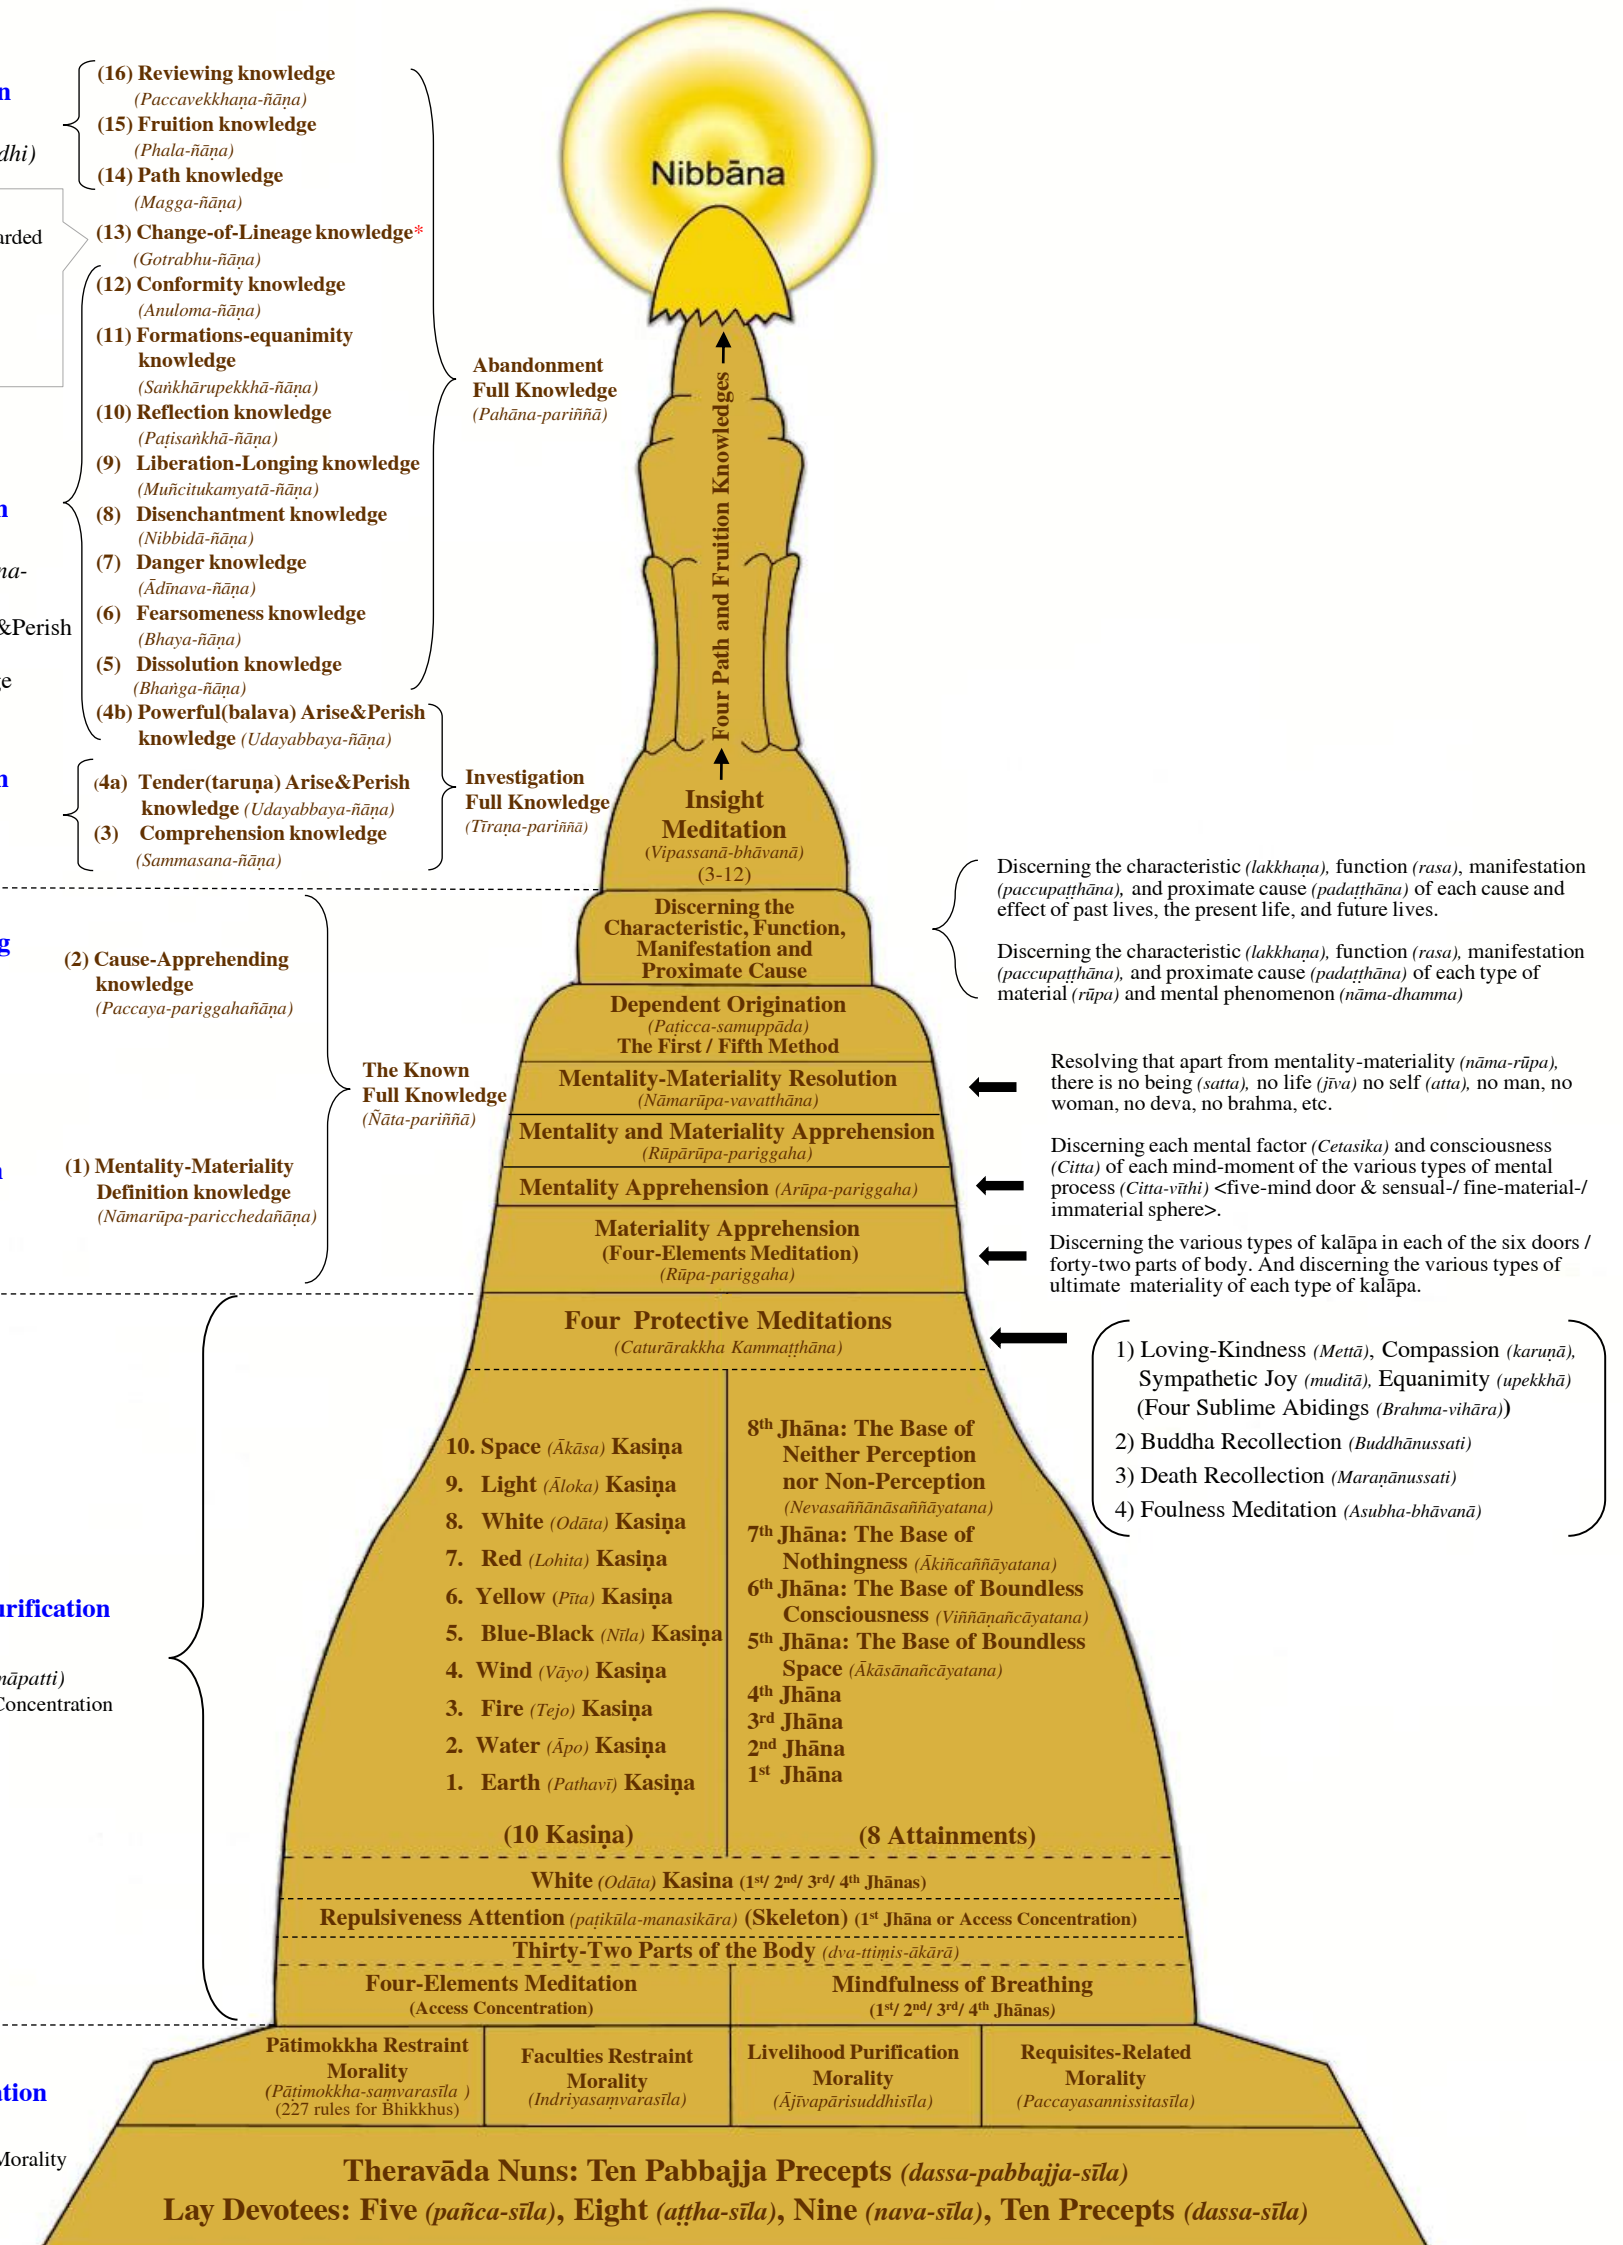 n
dhi)
arded
n
na-
&Perish
ge
n
g
n
urification
māpatti)
Concentration
ation
Morality
(16) Reviewing knowledge
(Paccavekkhaṇa-ñāṇa)
(15) Fruition knowledge
(Phala-ñāṇa)
(14) Path knowledge
(Magga-ñāṇa)
(13) Change-of-Lineage knowledge*
(Gotrabhu-ñāṇa)
(12) Conformity knowledge
(Anuloma-ñāṇa)
(11) Formations-equanimity
knowledge
(Saṅkhārupekkhā-ñāṇa)
(10) Reflection knowledge
(Paṭisaṅkhā-ñāṇa)
(9) Liberation-Longing knowledge
(Muñcitukamyatā-ñāṇa)
(8) Disenchantment knowledge
(Nibbidā-ñāṇa)
(7) Danger knowledge
(Ādīnava-ñāṇa)
(6) Fearsomeness knowledge
(Bhaya-ñāṇa)
(5) Dissolution knowledge
(Bhaṅga-ñāṇa)
(4b) Powerful(balava) Arise&Perish
knowledge (Udayabbaya-ñāṇa)
(4a) Tender(taruṇa) Arise&Perish
knowledge (Udayabbaya-ñāṇa)
(3) Comprehension knowledge
(Sammasana-ñāṇa)
Abandonment
Full Knowledge
(Pahāna-pariññā)
Investigation
Full Knowledge
(Tīraṇa-pariññā)
(2) Cause-Apprehending
knowledge
(Paccaya-pariggahañāṇa)
The Known
Full Knowledge
(Ñāta-pariññā)
(1) Mentality-Materiality
Definition knowledge
(Nāmarūpa-paricchedañāṇa)
Nibbāna
Four Path and Fruition Knowledges
Insight
Meditation
(Vipassanā-bhāvanā)
(3-12)
Discerning the
Characteristic, Function,
Manifestation and
Proximate Cause
Dependent Origination
(Paṭicca-samuppāda)
The First / Fifth Method
Mentality-Materiality Resolution
(Nāmarūpa-vavatthāna)
Mentality and Materiality Apprehension
(Rūpārūpa-pariggaha)
Mentality Apprehension (Arūpa-pariggaha)
Materiality Apprehension
(Four-Elements Meditation)
(Rūpa-pariggaha)
Discerning the characteristic (lakkhaṇa), function (rasa), manifestation
(paccupaṭṭhāna), and proximate cause (padaṭṭhāna) of each cause and
effect of past lives, the present life, and future lives.
Discerning the characteristic (lakkhaṇa), function (rasa), manifestation
(paccupaṭṭhāna), and proximate cause (padaṭṭhāna) of each type of
material (rūpa) and mental phenomenon (nāma-dhamma)
Resolving that apart from mentality-materiality (nāma-rūpa),
there is no being (satta), no life (jīva) no self (atta), no man, no
woman, no deva, no brahma, etc.
Discerning each mental factor (Cetasika) and consciousness
(Citta) of each mind-moment of the various types of mental
process (Citta-vīthi) <five-mind door & sensual-/ fine-material-/
immaterial sphere>.
Discerning the various types of kalāpa in each of the six doors /
forty-two parts of body. And discerning the various types of
ultimate materiality of each type of kalāpa.
Four Protective Meditations
(Caturārakkha Kammaṭṭhāna)
1) Loving-Kindness (Mettā), Compassion (karuṇā),
Sympathetic Joy (muditā), Equanimity (upekkhā)
(Four Sublime Abidings (Brahma-vihāra))
2) Buddha Recollection (Buddhānussati)
3) Death Recollection (Maraṇānussati)
4) Foulness Meditation (Asubha-bhāvanā)
10. Space (Ākāsa) Kasiṇa
9. Light (Āloka) Kasiṇa
8. White (Odāta) Kasiṇa
7. Red (Lohita) Kasiṇa
6. Yellow (Pīta) Kasiṇa
5. Blue-Black (Nīla) Kasiṇa
4. Wind (Vāyo) Kasiṇa
3. Fire (Tejo) Kasiṇa
2. Water (Āpo) Kasiṇa
1. Earth (Pathavī) Kasiṇa
(10 Kasiṇa)
8th Jhāna: The Base of
Neither Perception
nor Non-Perception
(Nevasaññānāsaññāyatana)
7th Jhāna: The Base of
Nothingness (Ākiñcaññāyatana)
6th Jhāna: The Base of Boundless
Consciousness (Viññāṇañcāyatana)
5th Jhāna: The Base of Boundless
Space (Ākāsānañcāyatana)
4th Jhāna
3rd Jhāna
2nd Jhāna
1st Jhāna
(8 Attainments)
White (Odāta) Kasina (1st/ 2nd/ 3rd/ 4th Jhānas)
Repulsiveness Attention (paṭikūla-manasikāra) (Skeleton) (1st Jhāna or Access Concentration)
Thirty-Two Parts of the Body (dva-ttiṃis-ākārā)
Four-Elements Meditation
(Access Concentration)
Mindfulness of Breathing
(1st/ 2nd/ 3rd/ 4th Jhānas)
Pātimokkha Restraint
Morality
(Pātimokkha-saṃvarasīla )
(227 rules for Bhikkhus)
Faculties Restraint
Morality
(Indriyasaṃvarasīla)
Livelihood Purification
Morality
(Ājīvapārisuddhisīla)
Requisites-Related
Morality
(Paccayasannissitasīla)
Theravāda Nuns: Ten Pabbajja Precepts (dassa-pabbajja-sīla)
Lay Devotees: Five (pañca-sīla), Eight (aṭṭha-sīla), Nine (nava-sīla), Ten Precepts (dassa-sīla)